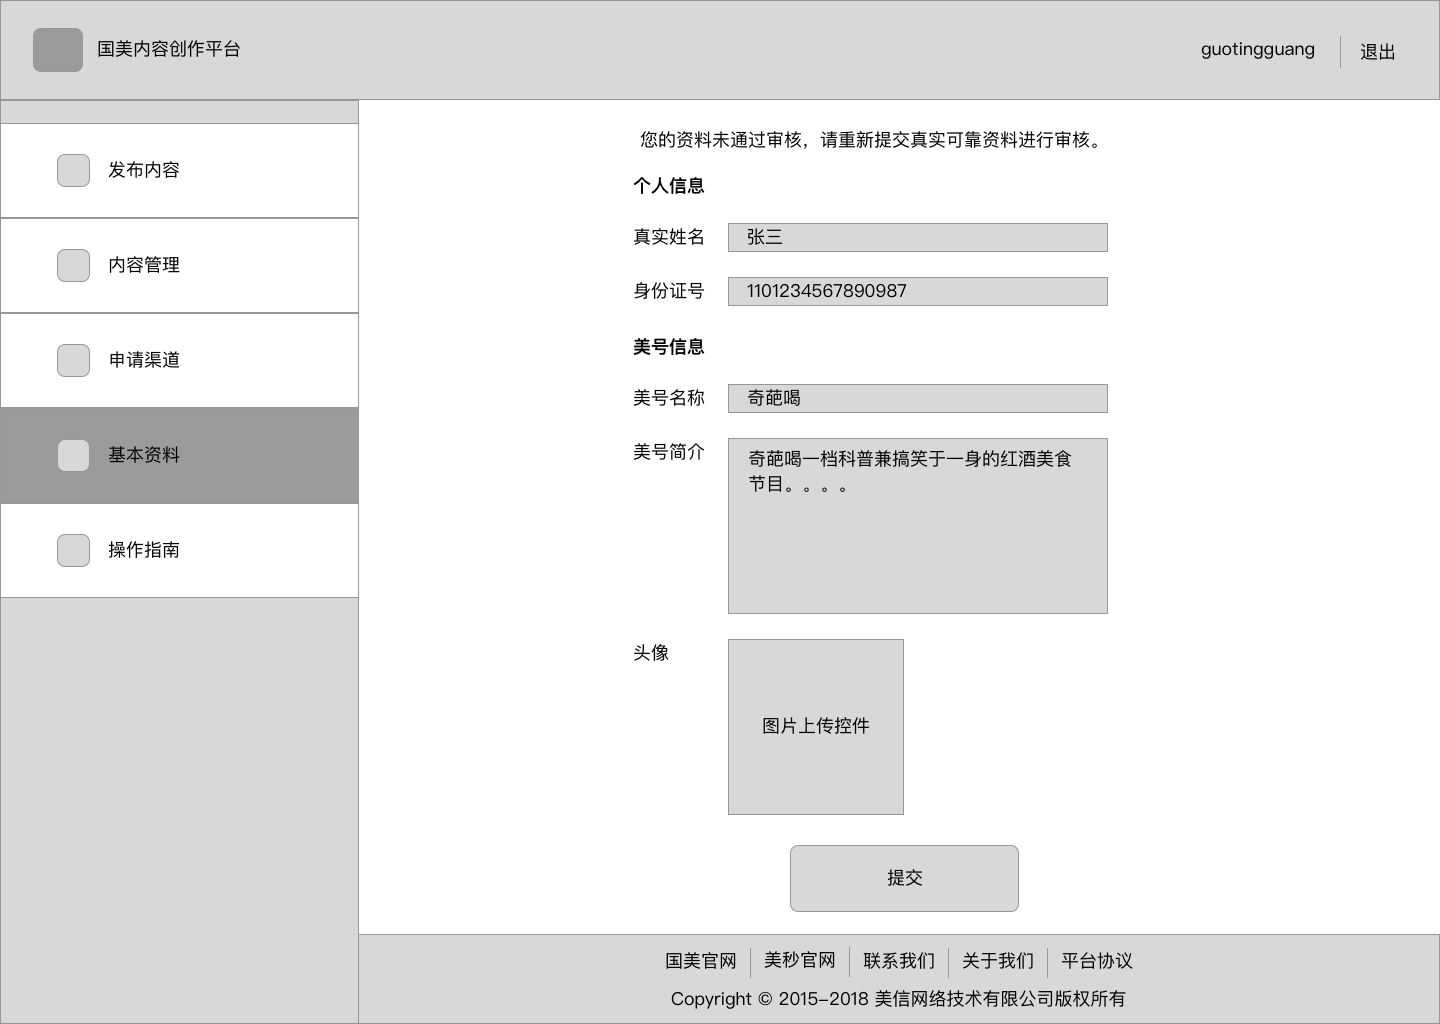 国美内容创作平台
guotingguang
退出
发布内容
内容管理
申请渠道
基本资料
操作指南
您的资料未通过审核，请重新提交真实可靠资料进行审核。
个人信息
真实姓名 张三
身份证号 1101234567890987
美号信息
美号名称 奇葩喝
美号简介 奇葩喝一档科普兼搞笑于一身的红酒美食
节目。。。。
头像
图片上传控件
提交
国美官网 美秒官网 联系我们 关于我们 平台协议
Copyright © 2015-2018 美信网络技术有限公司版权所有